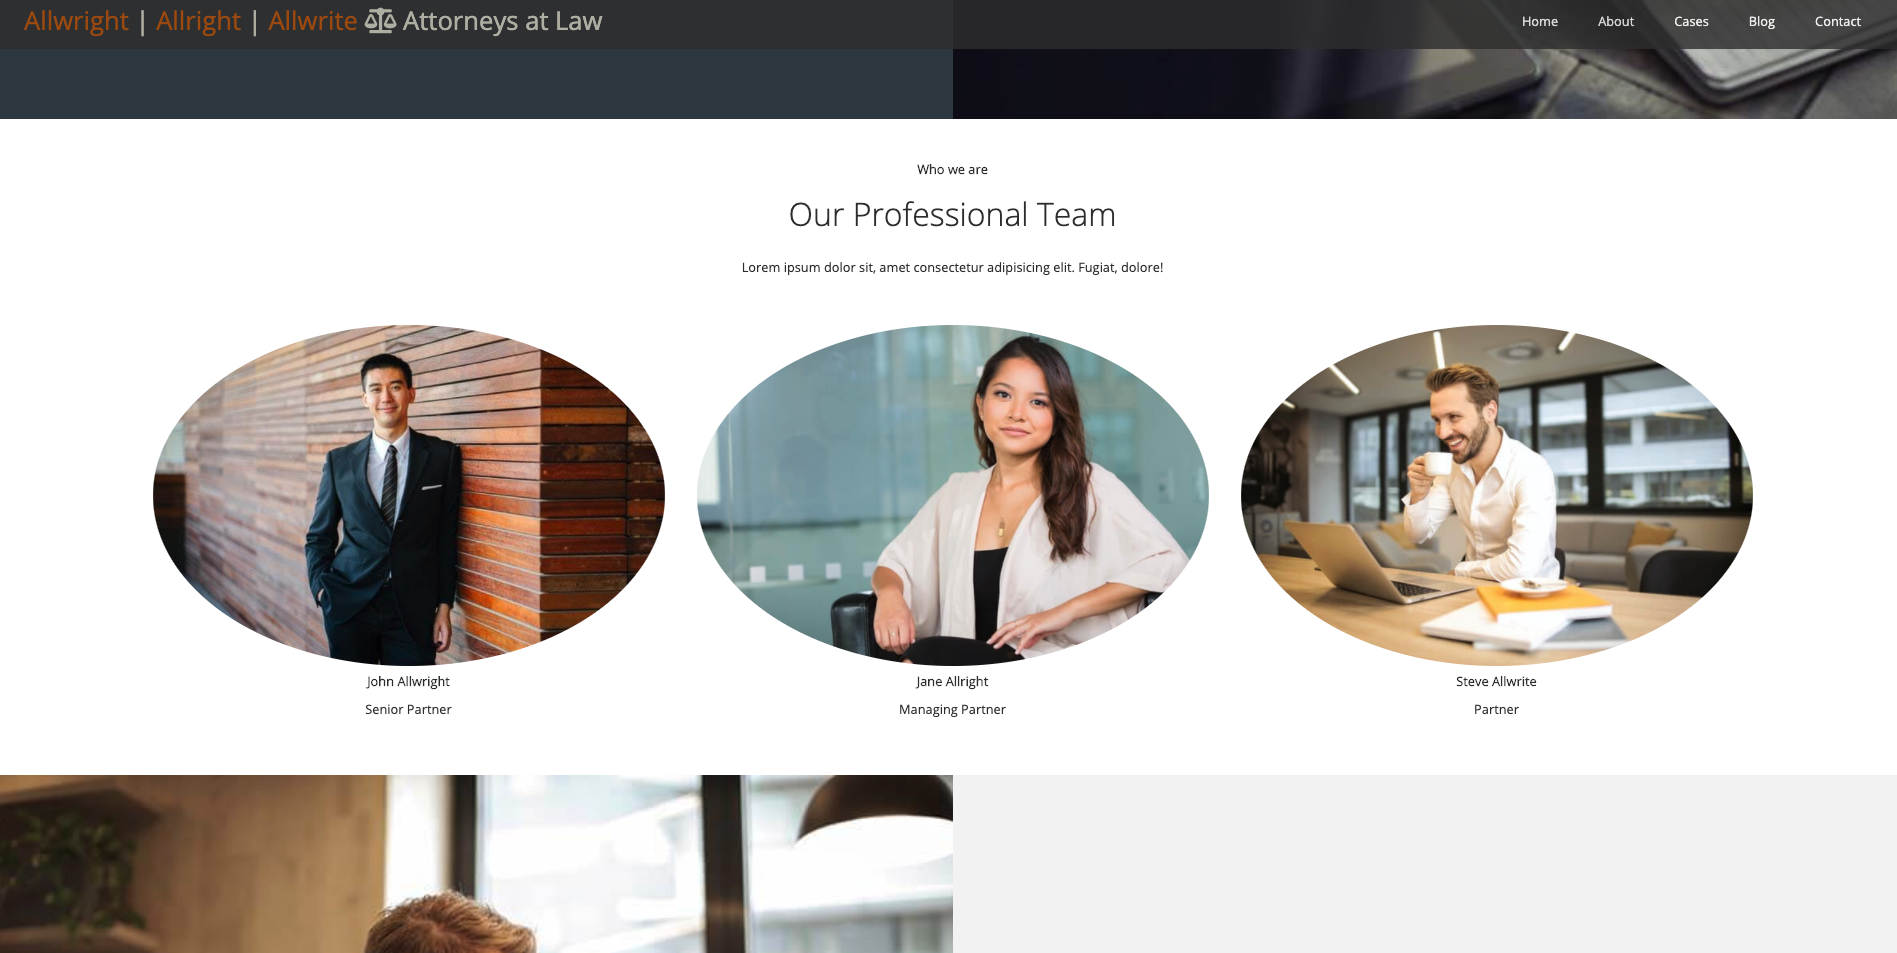 Allwright | Allright | Allwrite Attorneys at Law
Home About Cases Blog Contact
Who we are
Our Professional Team
Lorem ipsum dolor sit, amet consectetur adipisicing elit. Fugiat, dolore!
John Allwright
Senior Partner
Jane Allright
Managing Partner
Steve Allwrite
Partner